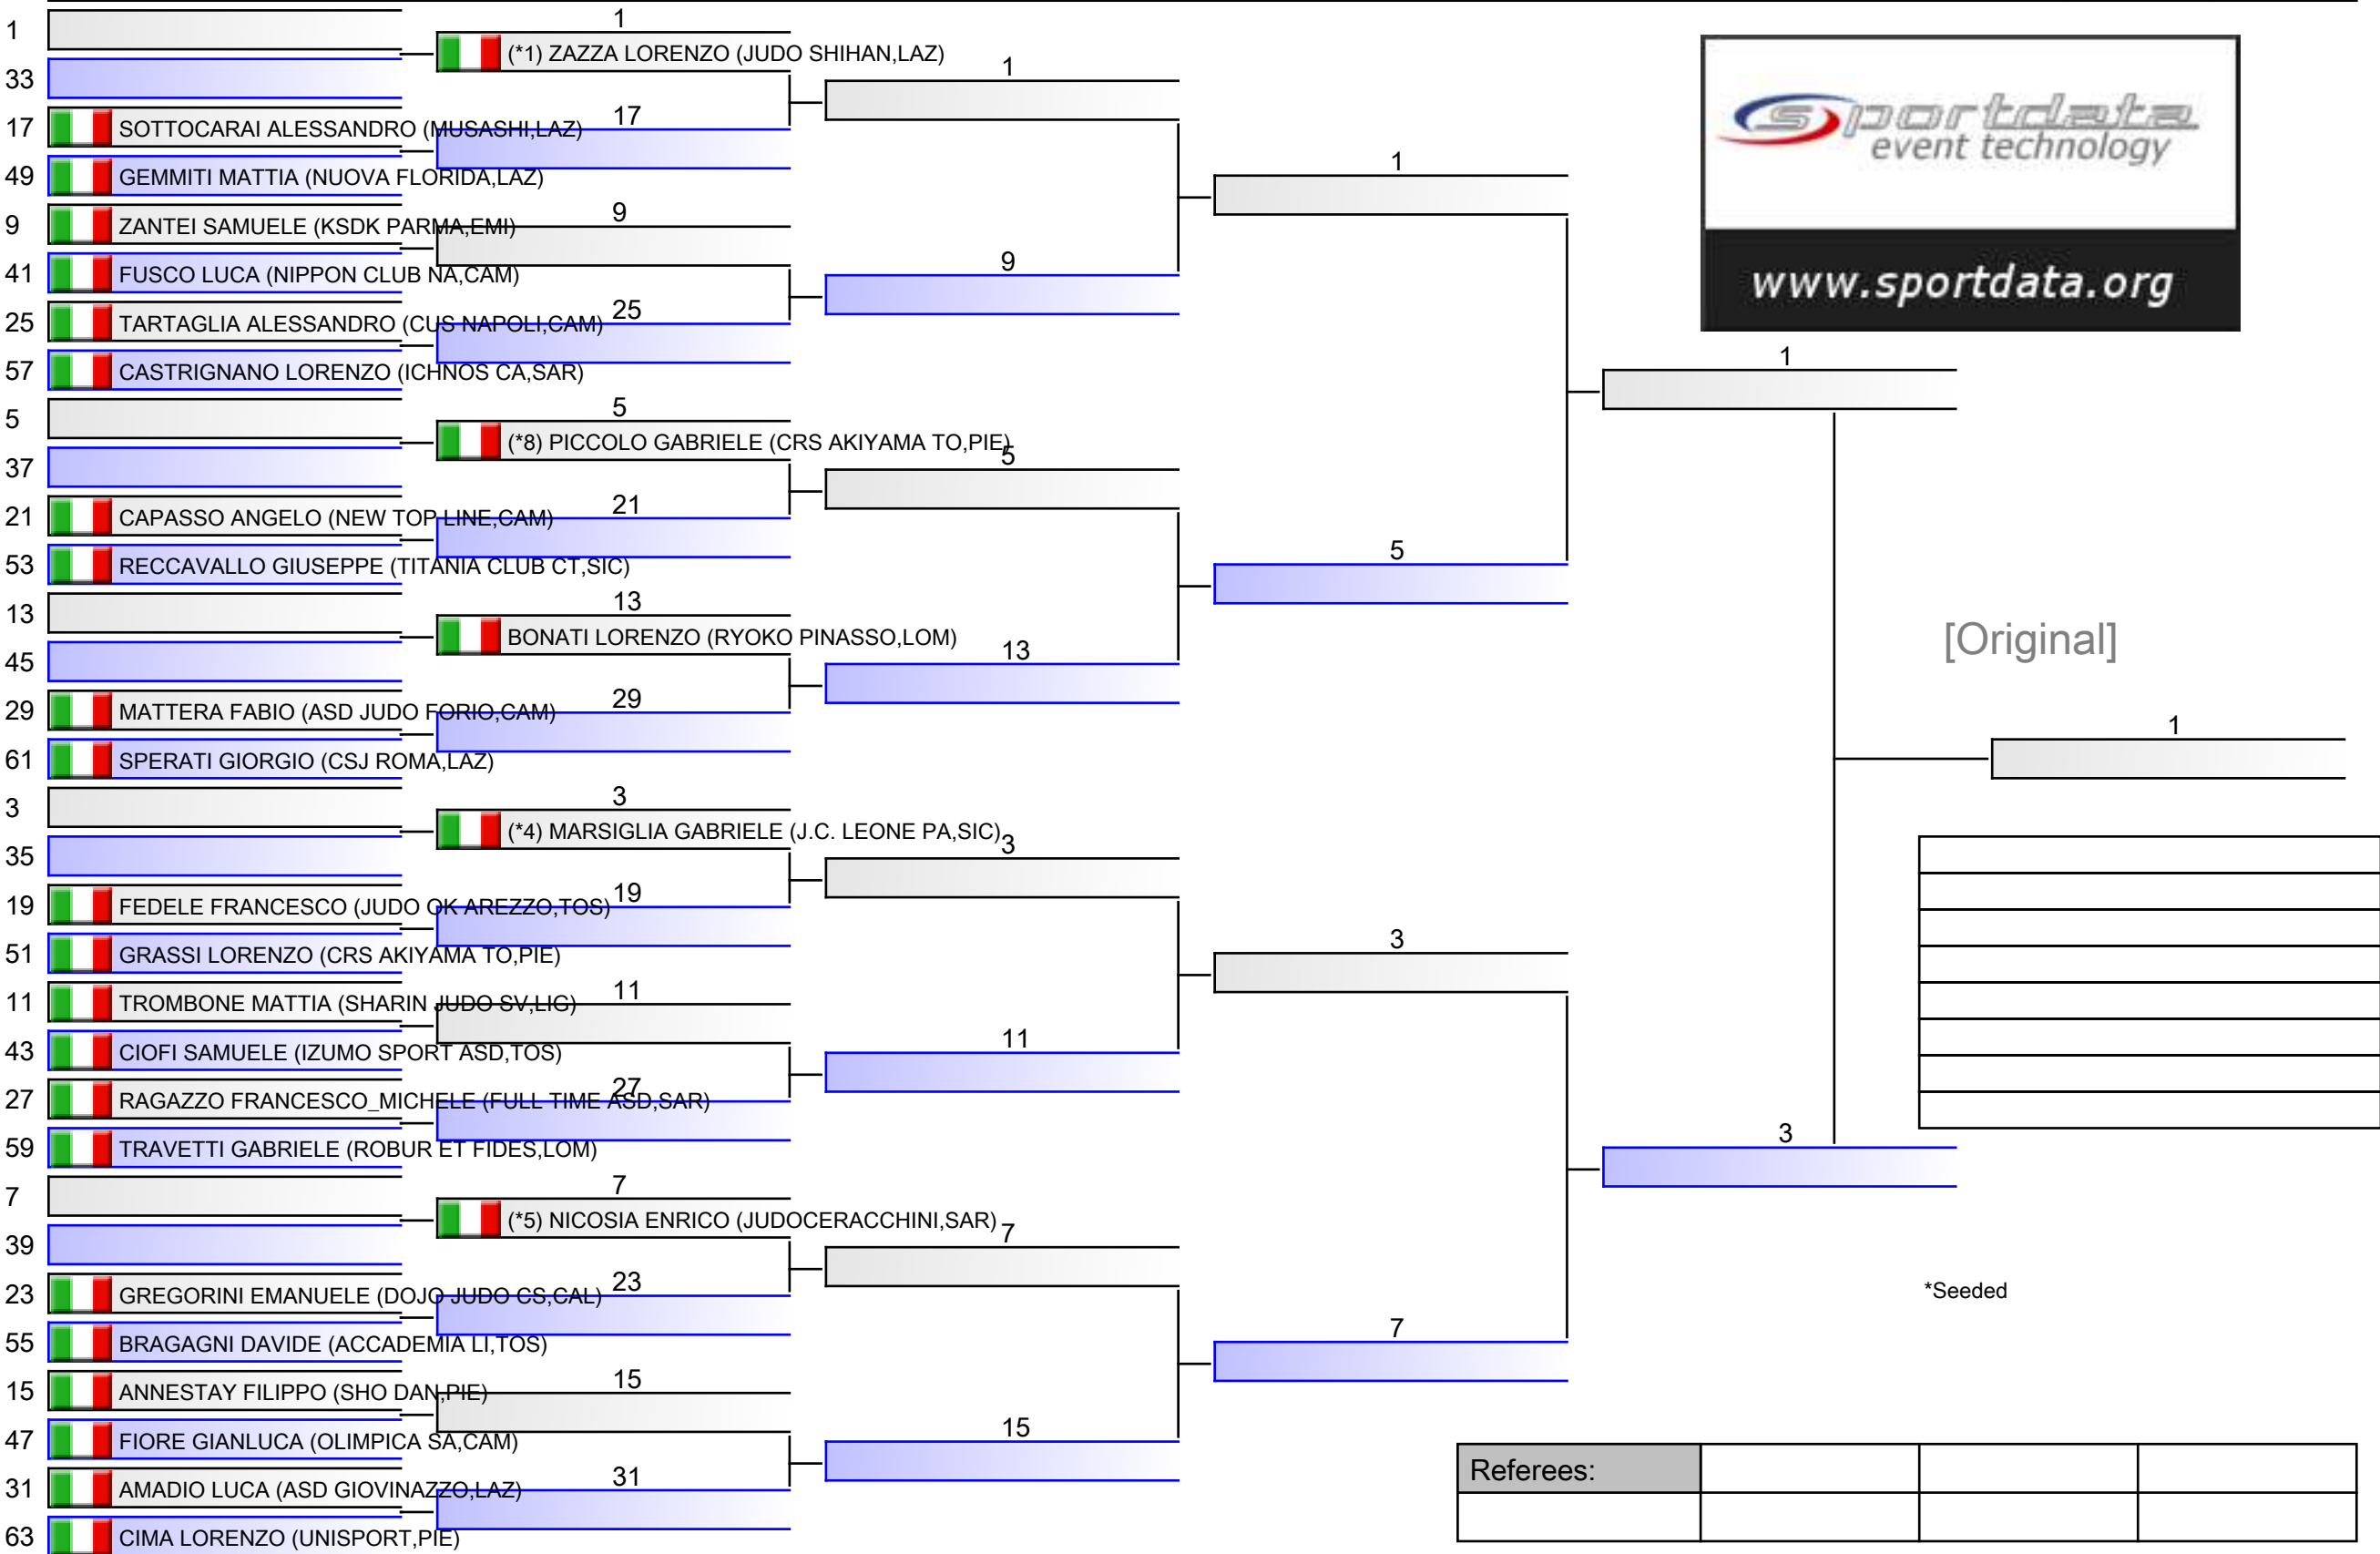 1
1
(*1) ZAZZA LORENZO (JUDO SHIHAN,LAZ)
33
1
17 SOTTOCARAI ALESSANDRO (MUSASHI,LAZ)
17
49 GEMMITI MATTIA (NUOVA FLORIDA,LAZ)
1
9 ZANTEI SAMUELE (KSDK PARMA,EMI)
9
41 FUSCO LUCA (NIPPON CLUB NA,CAM)
9
25 TARTAGLIA ALESSANDRO (CUS NAPOLI,CAM)
25
57 CASTRIGNANO LORENZO (ICHNOS CA,SAR)
1
5
5
(*8) PICCOLO GABRIELE (CRS AKIYAMA TO,PIE)
5
37
21 CAPASSO ANGELO (NEW TOP LINE,CAM)
21
53 RECCAVALLO GIUSEPPE (TITANIA CLUB CT,SIC)
5
13
13
BONATI LORENZO (RYOKO PINASSO,LOM)
13
45
29 MATTERA FABIO (ASD JUDO FORIO,CAM)
29
61 SPERATI GIORGIO (CSJ ROMA,LAZ)
3
3
(*4) MARSIGLIA GABRIELE (J.C. LEONE PA,SIC)
3
35
19 FEDELE FRANCESCO (JUDO OK AREZZO,TOS)
19
51 GRASSI LORENZO (CRS AKIYAMA TO,PIE)
3
11 TROMBONE MATTIA (SHARIN JUDO SV,LIG)
11
43 CIOFI SAMUELE (IZUMO SPORT ASD,TOS)
11
27 RAGAZZO FRANCESCO_MICHELE (FULL TIME ASD,SAR)
27
59 TRAVETTI GABRIELE (ROBUR ET FIDES,LOM)
3
7
7
(*5) NICOSIA ENRICO (JUDOCERACCHINI,SAR)
7
39
23 GREGORINI EMANUELE (DOJO JUDO CS,CAL)
23
55 BRAGAGNI DAVIDE (ACCADEMIA LI,TOS)
7
15 ANNESTAY FILIPPO (SHO DAN,PIE)
15
47 FIORE GIANLUCA (OLIMPICA SA,CAM)
15
31 AMADIO LUCA (ASD GIOVINAZZO,LAZ)
31
63 CIMA LORENZO (UNISPORT,PIE)
sportdata
event technology
www.sportdata.org
[Original]
1
*Seeded
Referees: